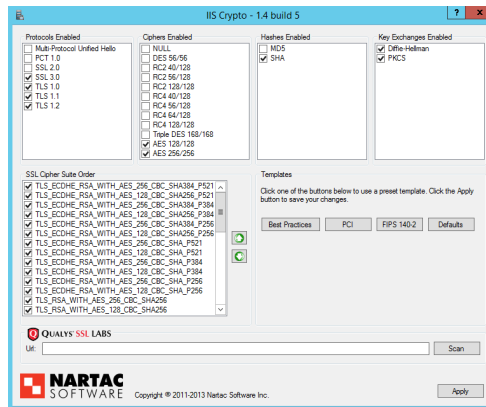 IIS Crypto - 1.4 build 5
?
x
Protocols Enabled
Multi-Protocol Unified Hello
PCT 1.0
SSL 2.0
SSL 3.0
TLS 1.0
TLS 1.1
TLS 1.2
Ciphers Enabled
NULL
DES 56/56
RC2 40/128
RC2 56/128
RC2 128/128
RC4 40/128
RC4 56/128
RC4 64/128
RC4 128/128
Triple DES 168/168
AES 128/128
AES 256/256
Hashes Enabled
MD5
SHA
Key Exchanges Enabled
Diffie-Hellman
PKCS
SSL Cipher Suite Order
TLS_ECDHE_RSA_WITH_AES_256_CBC_SHA384_P521
TLS_ECDHE_RSA_WITH_AES_128_CBC_SHA256_P521
TLS_ECDHE_RSA_WITH_AES_256_CBC_SHA384_P384
TLS_ECDHE_RSA_WITH_AES_128_CBC_SHA256_P384
TLS_ECDHE_RSA_WITH_AES_256_CBC_SHA384_P256
TLS_ECDHE_RSA_WITH_AES_128_CBC_SHA256_P256
TLS_ECDHE_RSA_WITH_AES_256_CBC_SHA_P521
TLS_ECDHE_RSA_WITH_AES_128_CBC_SHA_P521
TLS_ECDHE_RSA_WITH_AES_256_CBC_SHA_P384
TLS_ECDHE_RSA_WITH_AES_128_CBC_SHA_P384
TLS_ECDHE_RSA_WITH_AES_256_CBC_SHA_P256
TLS_ECDHE_RSA_WITH_AES_128_CBC_SHA_P256
TLS_RSA_WITH_AES_256_CBC_SHA256
TLS_RSA_WITH_AES_128_CBC_SHA256
Templates
Click one of the buttons below to use a preset template. Click the Apply
button to save your changes.
Best Practices
PCI
FIPS 140-2
Defaults
QUALYS' SSL LABS
Url:
Scan
NARTAC
SOFTWARE
Copyright © 2011-2013 Nartac Software Inc.
Apply